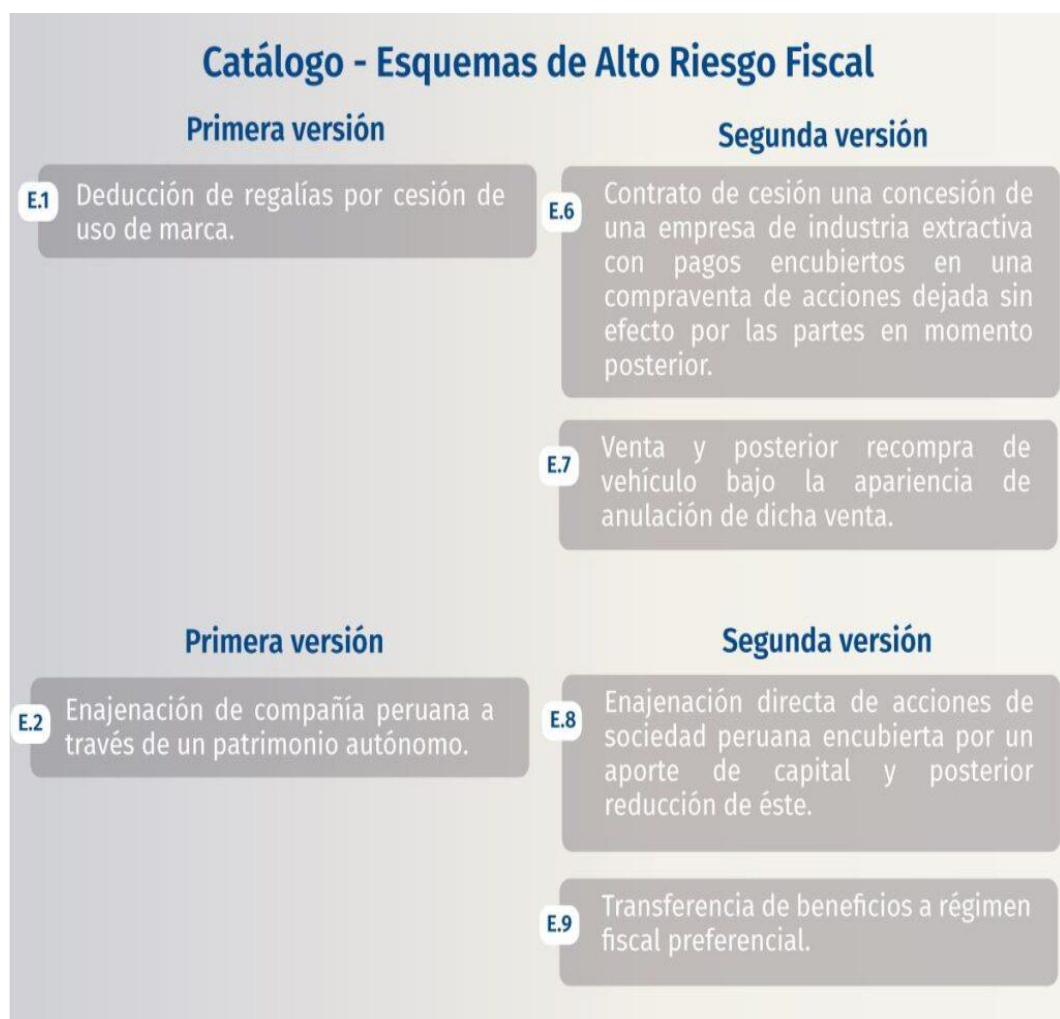 Catálogo - Esquemas de Alto Riesgo Fiscal
Primera versión
E.1 Deducción de regalías por cesión de
uso de marca.
Segunda versión
E.6 Contrato de cesión una concesión de
una empresa de industria extractiva
con pagos encubiertos en una
compraventa de acciones dejada sin
efecto por las partes en momento
posterior.
E.7 Venta y posterior recompra de
vehículo bajo la apariencia de
anulación de dicha venta.
Primera versión
E.2 Enajenación de compañía peruana a
través de un patrimonio autónomo.
Segunda versión
E.8 Enajenación directa de acciones de
sociedad peruana encubierta por un
aporte de capital y posterior
reducción de éste.
E.9 Transferencia de beneficios a régimen
fiscal preferencial.